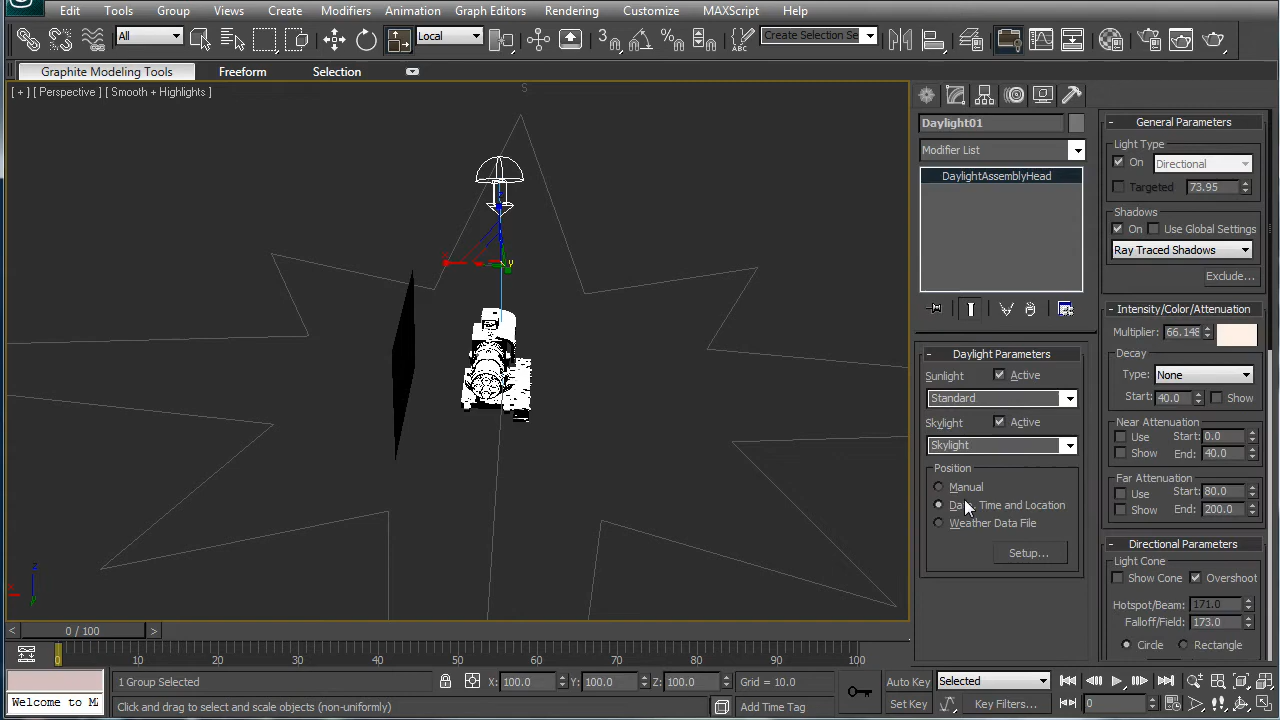 Edit Tools Group Views Create Modifiers Animation Graph Editors Rendering Customize MAXScript Help
All Local Create Selection Se
Graphite Modeling Tools Freeform Selection
[ + ] [ Perspective ] [ Smooth + Highlights ]
S
x y z
Daylight01
Modifier List
DaylightAssemblyHead
Daylight Parameters
Sunlight Active
Standard
Skylight Active
Skylight
Position
Manual
Time and Location
Weather Data File
Setup...
General Parameters
Light Type
On Directional
Targeted 73.95
Shadows
On Use Global Settings
Ray Traced Shadows
Exclude...
Intensity/Color/Attenuation
Multiplier: 66.148
Decay
Type: None
Start: 40.0 Show
Near Attenuation
Use Start: 0.0
Show End: 40.0
Far Attenuation
Use Start: 80.0
Show End: 200.0
Directional Parameters
Light Cone
Show Cone Overshoot
Hotspot/Beam: 171.0
Falloff/Field: 173.0
Circle Rectangle
z
x y
< 0 / 100 >
0 10 20 30 40 50 60 70 80 90 100
1 Group Selected X: 100.0 Y: 100.0 Z: 100.0 Grid = 10.0 Auto Key Selected
Welcome to Click and drag to select and scale objects (non-uniformly) Add Time Tag Set Key Key Filters... 0